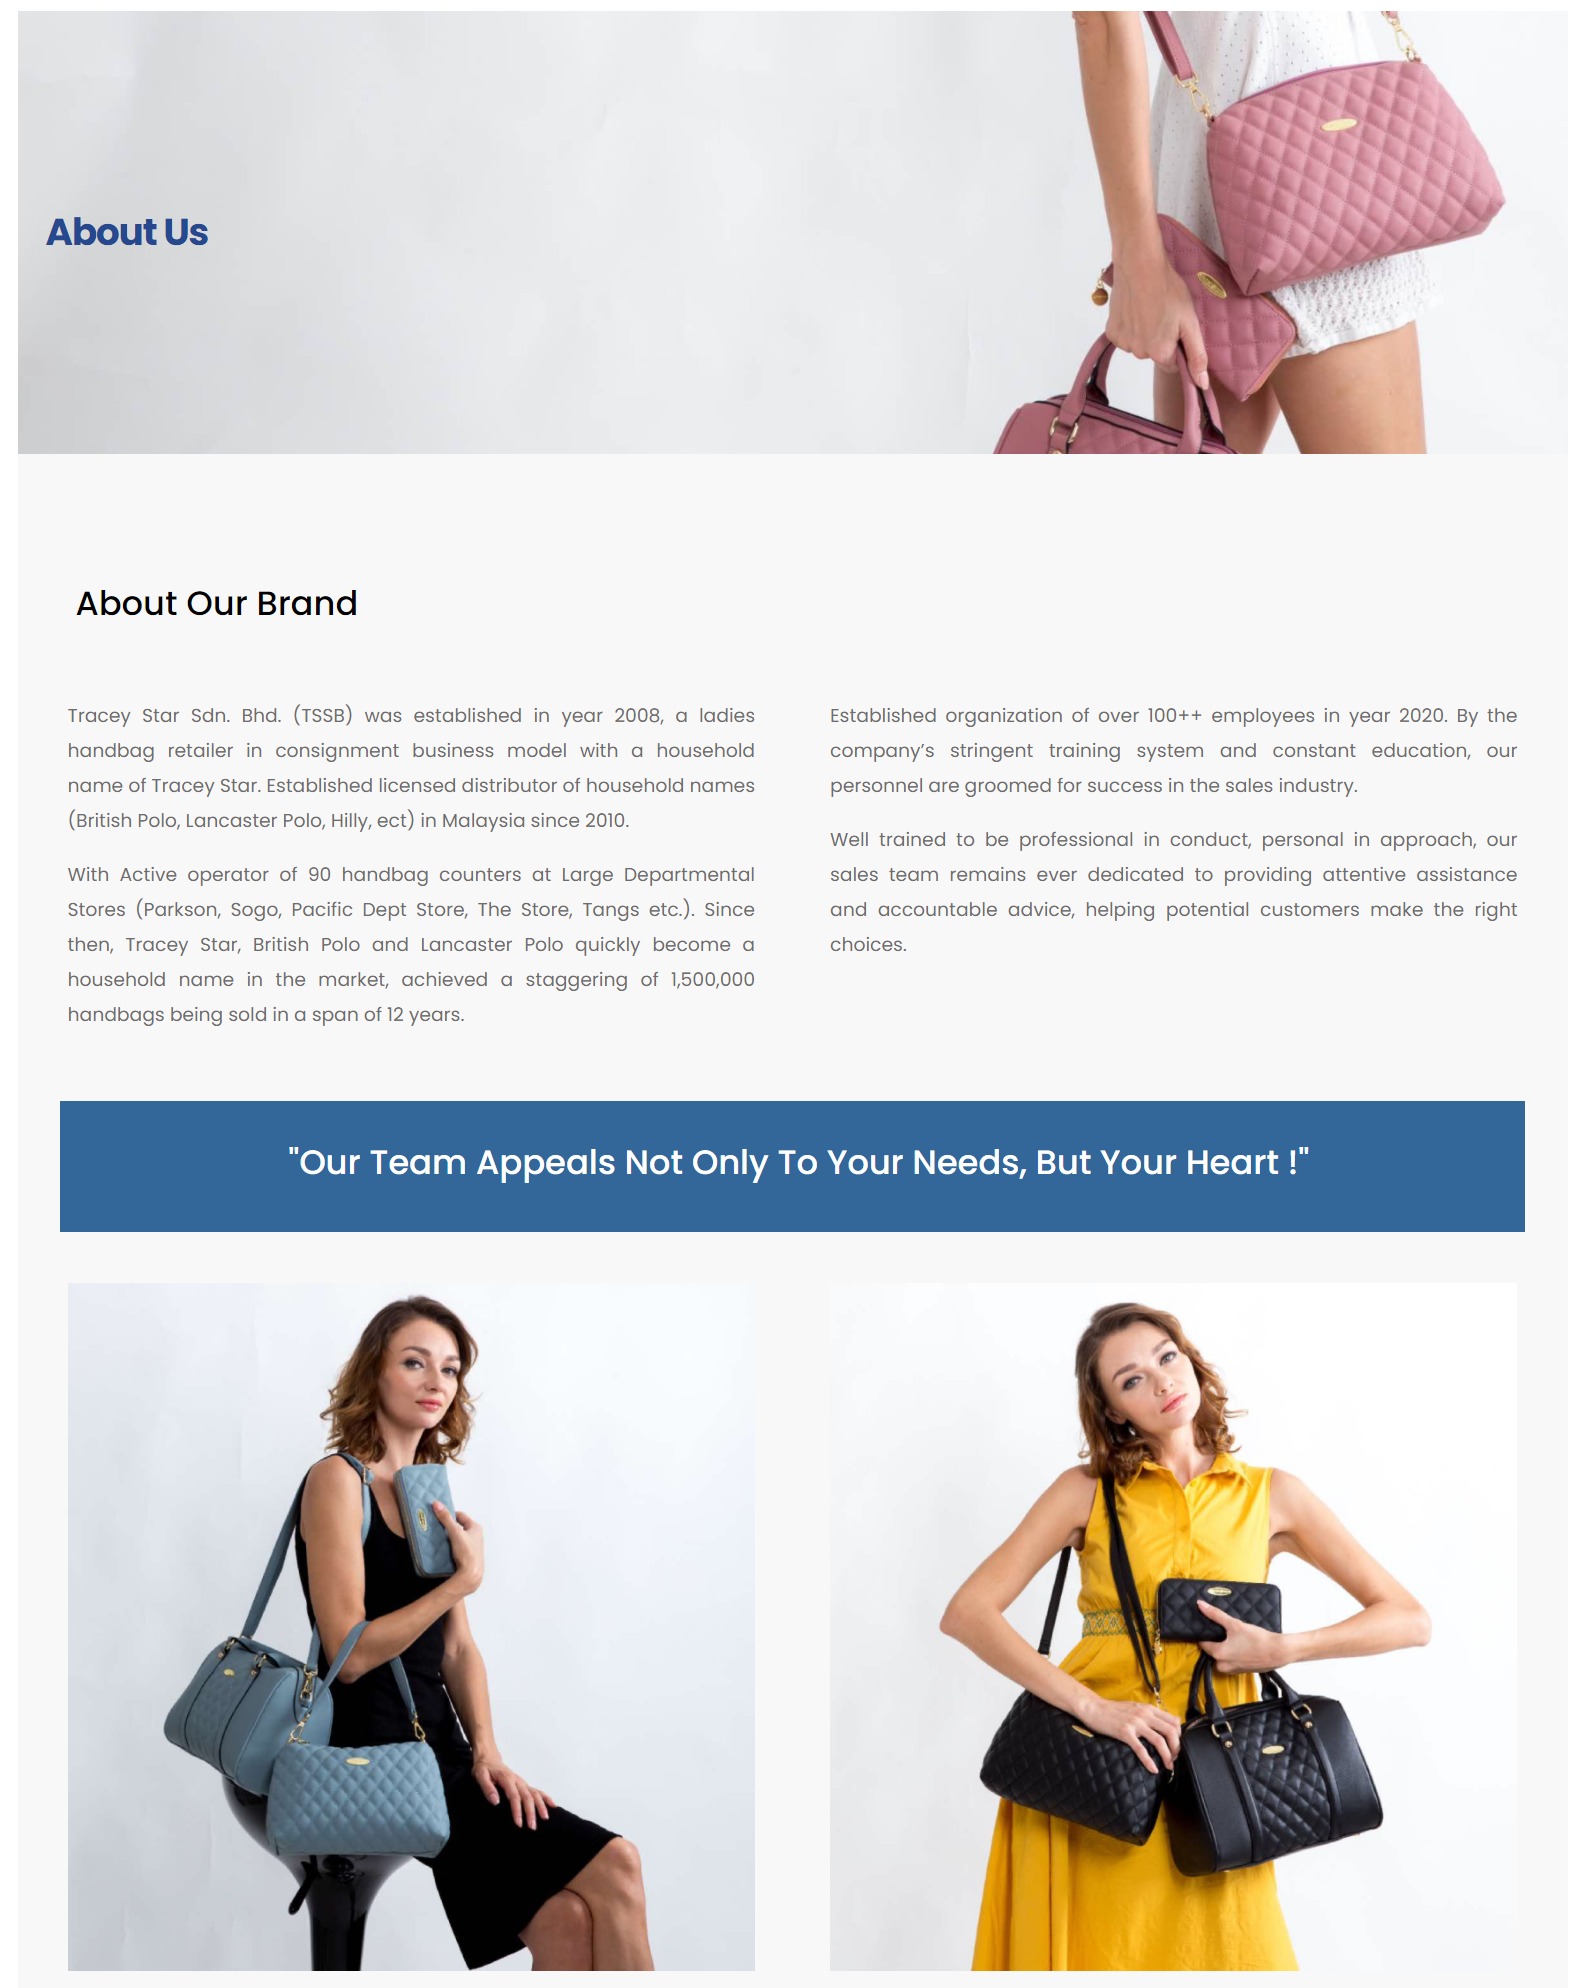 About Us
About Our Brand
Tracey Star Sdn. Bhd. (TSSB) was established in year 2008, a ladies
handbag retailer in consignment business model with a household
name of Tracey Star. Established licensed distributor of household names
(British Polo, Lancaster Polo, Hilly, ect) in Malaysia since 2010.
With Active operator of 90 handbag counters at Large Departmental
Stores (Parkson, Sogo, Pacific Dept Store, The Store, Tangs etc.). Since
then, Tracey Star, British Polo and Lancaster Polo quickly become a
household name in the market, achieved a staggering of 1,500,000
handbags being sold in a span of 12 years.
Established organization of over 100++ employees in year 2020. By the
company’s stringent training system and constant education, our
personnel are groomed for success in the sales industry.
Well trained to be professional in conduct, personal in approach, our
sales team remains ever dedicated to providing attentive assistance
and accountable advice, helping potential customers make the right
choices.
"Our Team Appeals Not Only To Your Needs, But Your Heart !"